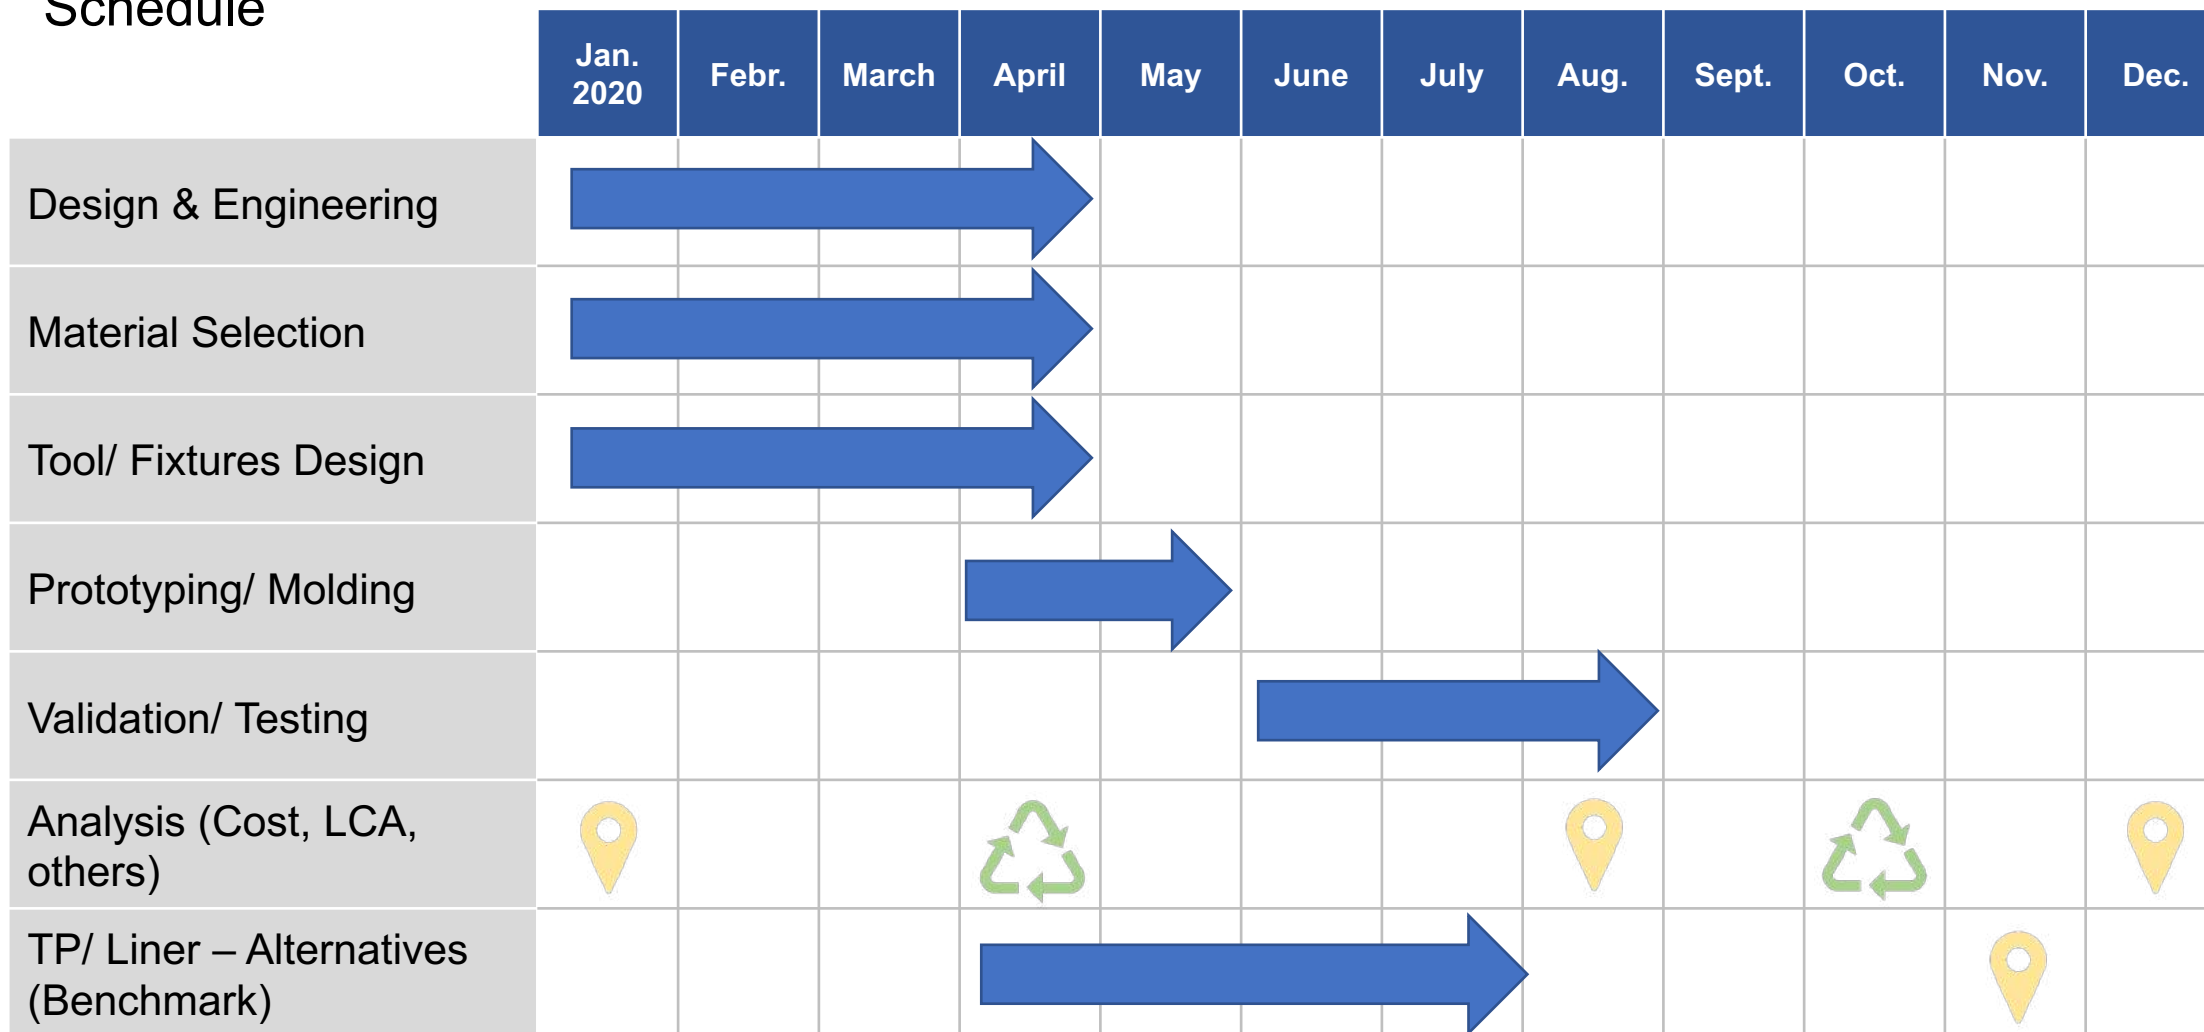 Schedule
Jan.
2020
Febr.
March
April
May
June
July
Aug.
Sept.
Oct.
Nov.
Dec.
Design & Engineering
Material Selection
Tool/ Fixtures Design
Prototyping/ Molding
Validation/ Testing
Analysis (Cost, LCA,
others)
TP/ Liner – Alternatives
(Benchmark)